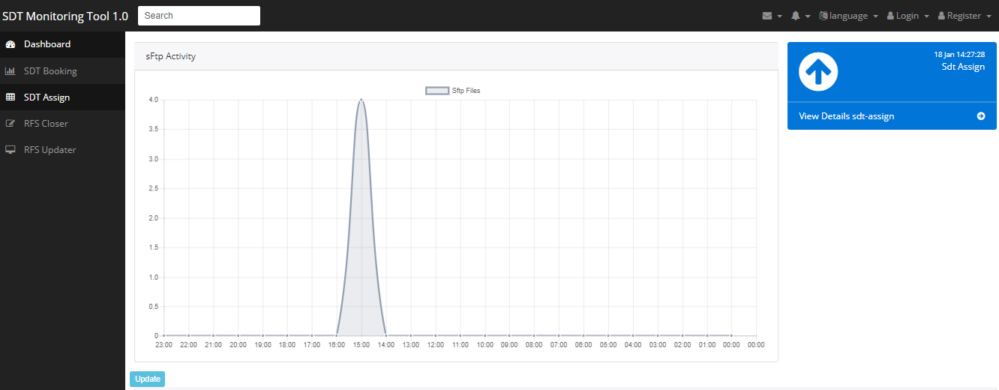 SDT Monitoring Tool 1.0
Search
language
Login
Register
Dashboard
SDT Booking
SDT Assign
RFS Closer
RFS Updater
sFtp Activity
Sftp Files
4.0
3.5
3.0
2.5
2.0
1.5
1.0
0.5
0
23:00 22:00 21:00 20:00 19:00 18:00 17:00 16:00 15:00 14:00 13:00 12:00 11:00 10:00 09:00 08:00 07:00 06:00 05:00 04:00 03:00 02:00 01:00 00:00 00:00
Update
18 Jan 14:27:28
Sdt Assign
View Details sdt-assign